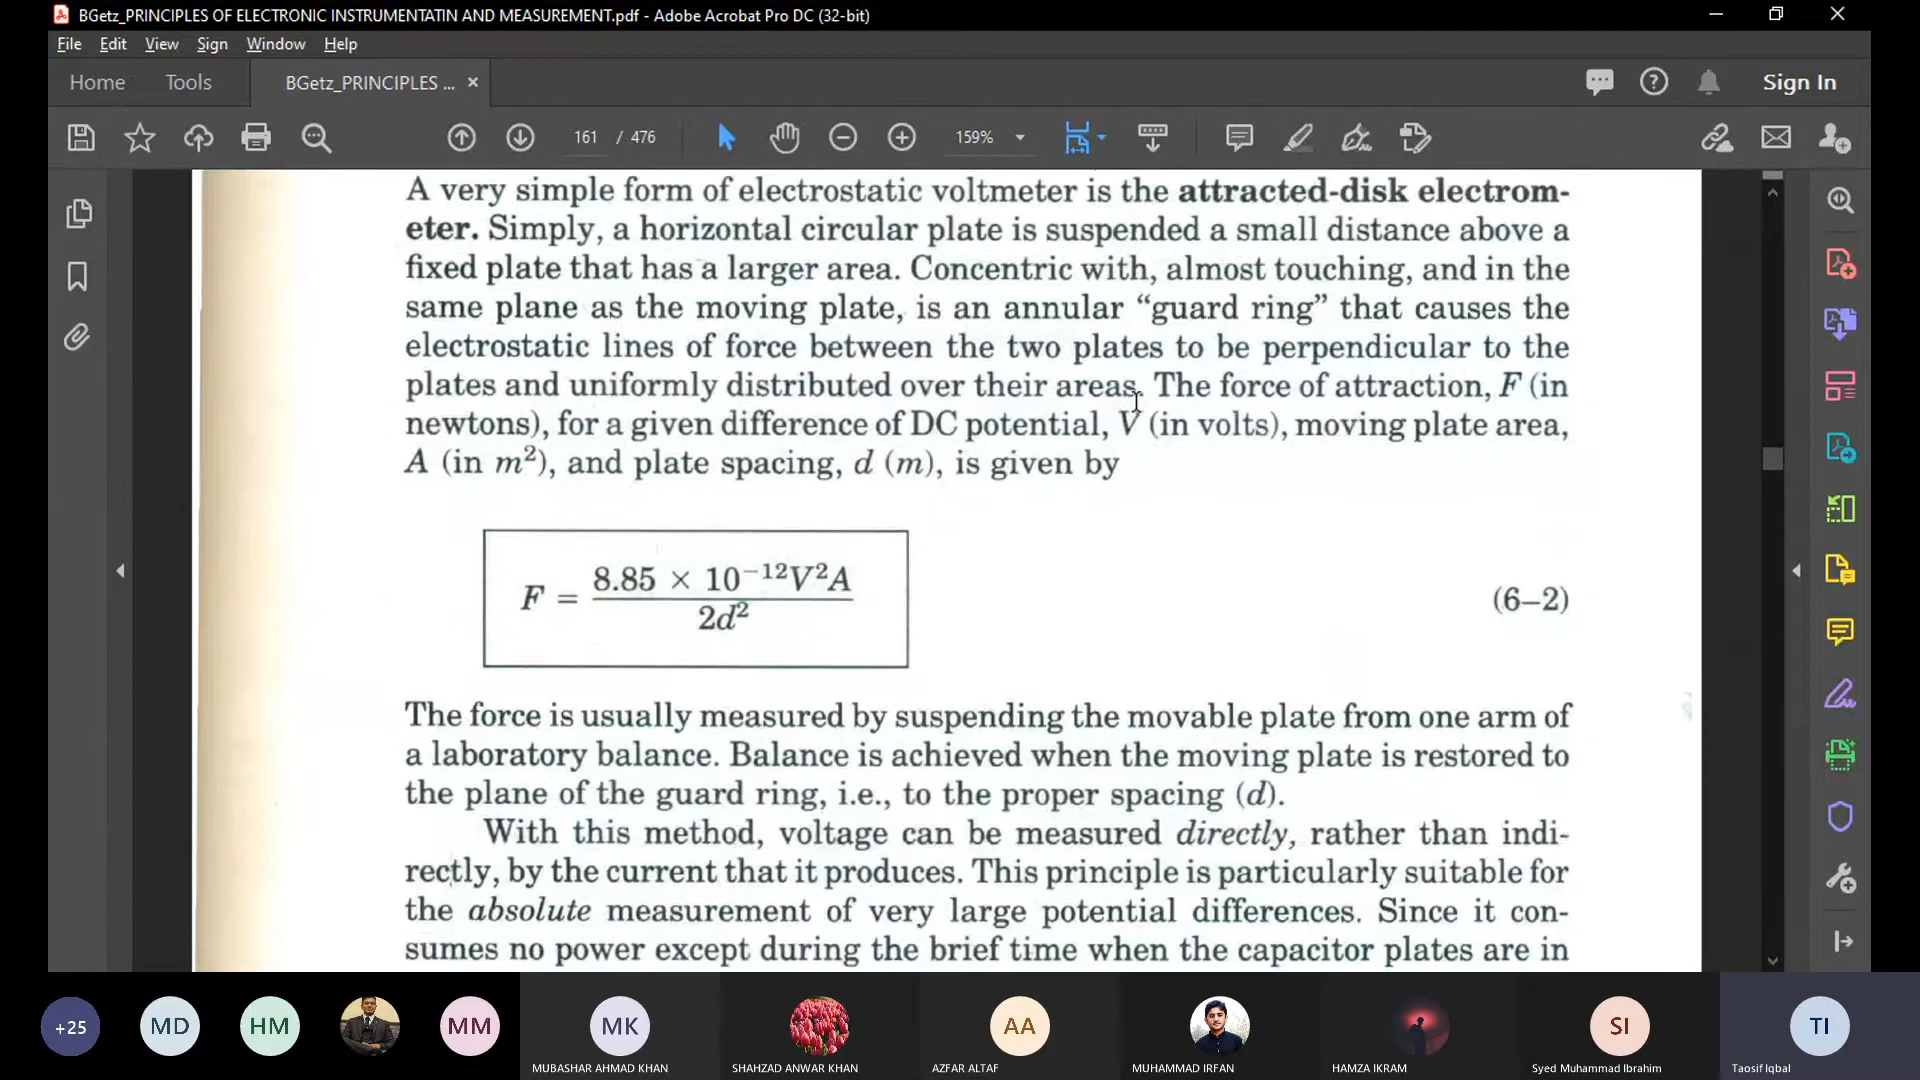 BGetz_PRINCIPLES OF ELECTRONIC INSTRUMENTATIN AND MEASUREMENT.pdf - Adobe Acrobat Pro DC (32-bit)
File Edit View Sign Window Help
Home Tools BGetz_PRINCIPLES ... × Sign In
161 / 476 159%
A very simple form of electrostatic voltmeter is the attracted-disk electrom-
eter. Simply, a horizontal circular plate is suspended a small distance above a
fixed plate that has a larger area. Concentric with, almost touching, and in the
same plane as the moving plate, is an annular “guard ring” that causes the
electrostatic lines of force between the two plates to be perpendicular to the
plates and uniformly distributed over their areas. The force of attraction, F (in
newtons), for a given difference of DC potential, V (in volts), moving plate area,
A (in m²), and plate spacing, d (m), is given by
F = 8.85 × 10⁻¹²V²A / 2d² (6–2)
The force is usually measured by suspending the movable plate from one arm of
a laboratory balance. Balance is achieved when the moving plate is restored to
the plane of the guard ring, i.e., to the proper spacing (d).
With this method, voltage can be measured directly, rather than indi-
rectly, by the current that it produces. This principle is particularly suitable for
the absolute measurement of very large potential differences. Since it con-
sumes no power except during the brief time when the capacitor plates are in
+25 MD HM MM MK AA SI TI
MUBASHAR AHMAD KHAN SHAHZAD ANWAR KHAN AZFAR ALTAF MUHAMMAD IRFAN HAMZA IKRAM Syed Muhammad Ibrahim Taosif Iqbal